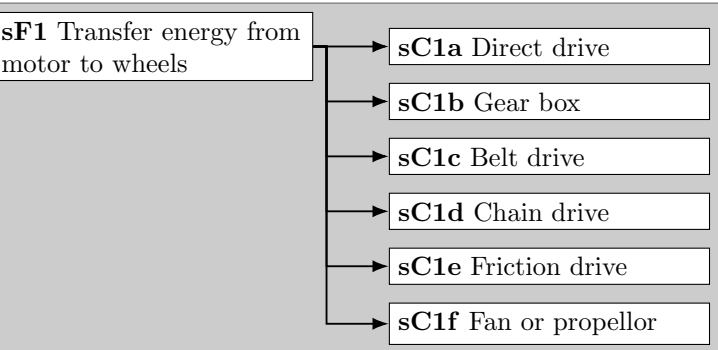 sF1 Transfer energy from
motor to wheels
sC1a Direct drive
sC1b Gear box
sC1c Belt drive
sC1d Chain drive
sC1e Friction drive
sC1f Fan or propellor